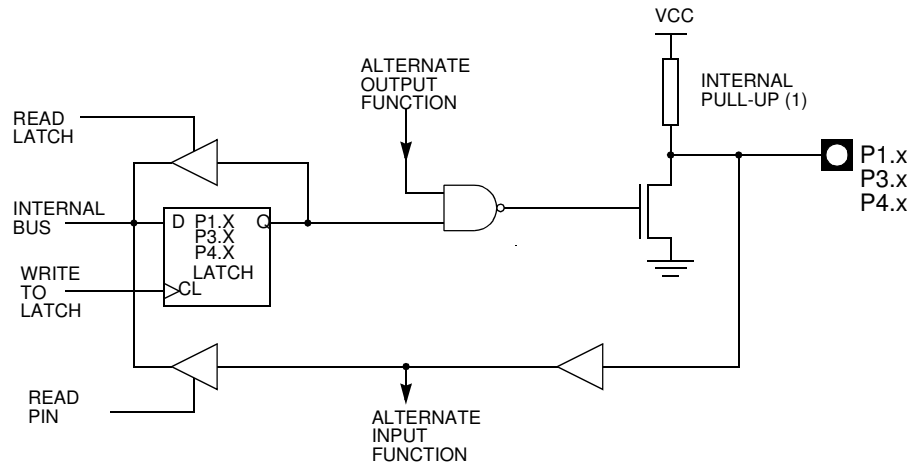 VCC
ALTERNATE
OUTPUT
FUNCTION
INTERNAL
PULL-UP (1)
READ
LATCH
P1.x
P3.x
P4.x
INTERNAL
BUS
D P1.X Q
P3.X
P4.X
LATCH
CL
WRITE
TO
LATCH
READ
PIN
ALTERNATE
INPUT
FUNCTION